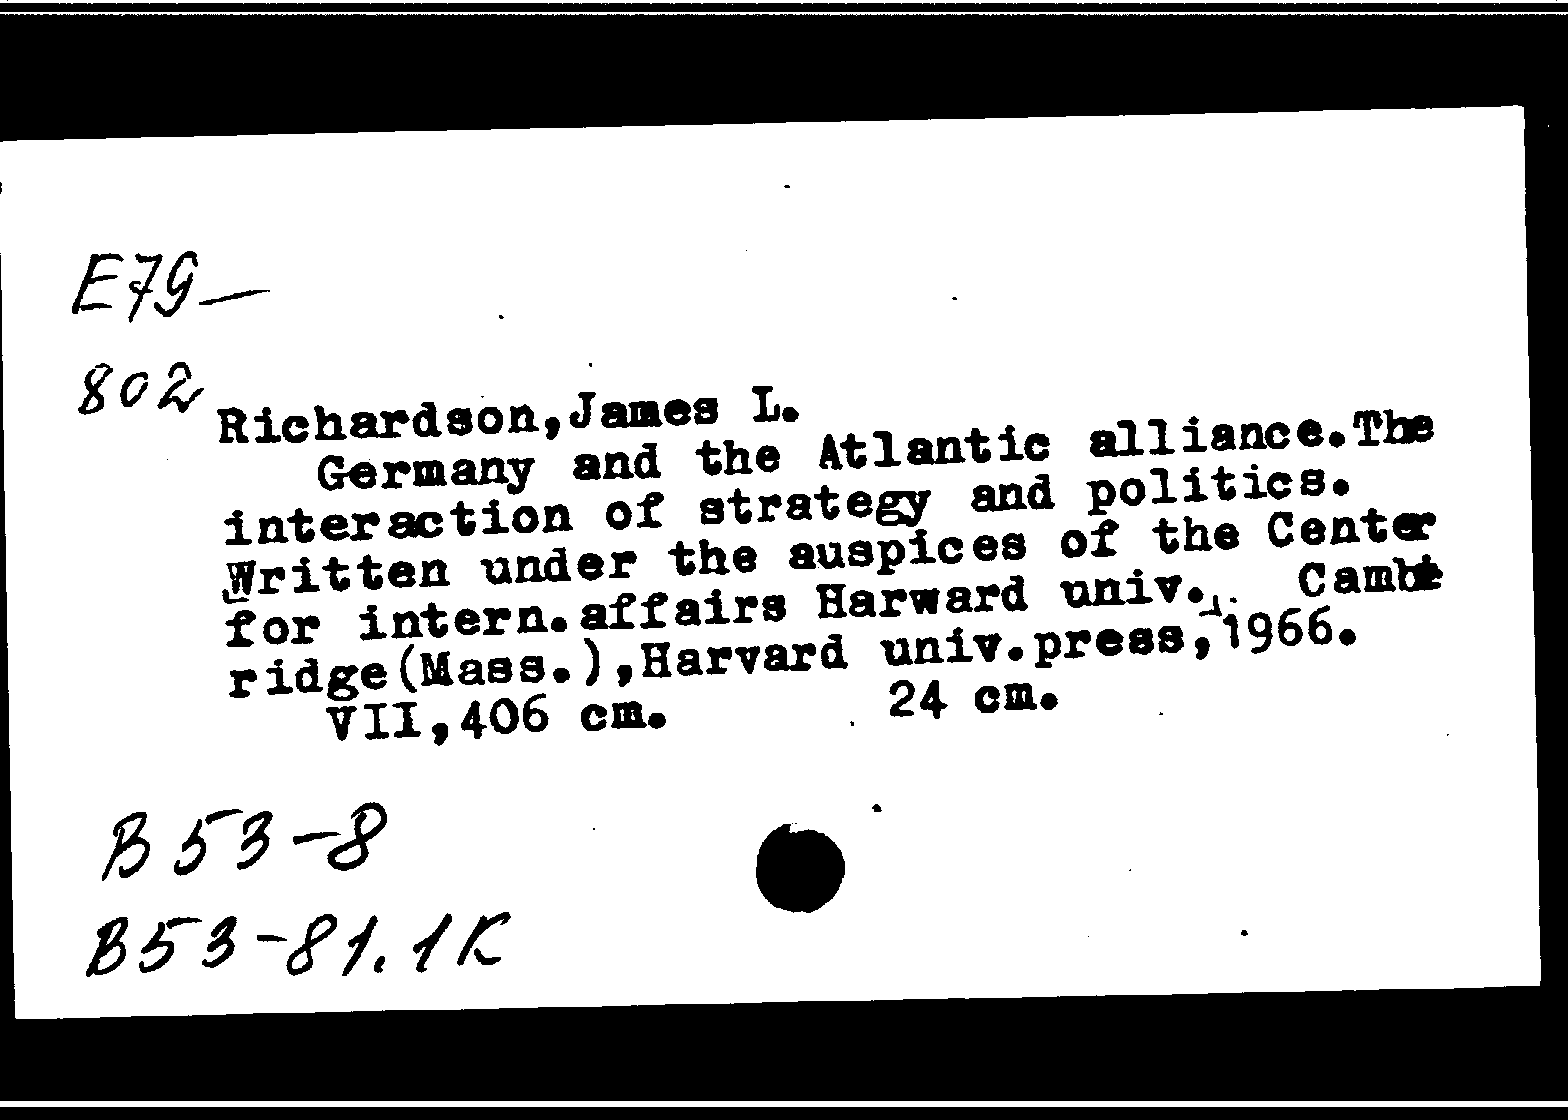 E79—
802
Richardson,James L.
Germany and the Atlantic alliance.The
interaction of strategy and politics.
Written under the auspices of the Center
for intern.affairs Harward univ. Camb
ridge(Mass.),Harvard univ.press,1966.
VII,406 cm. 24 cm.
B53-8
B53-81.1K